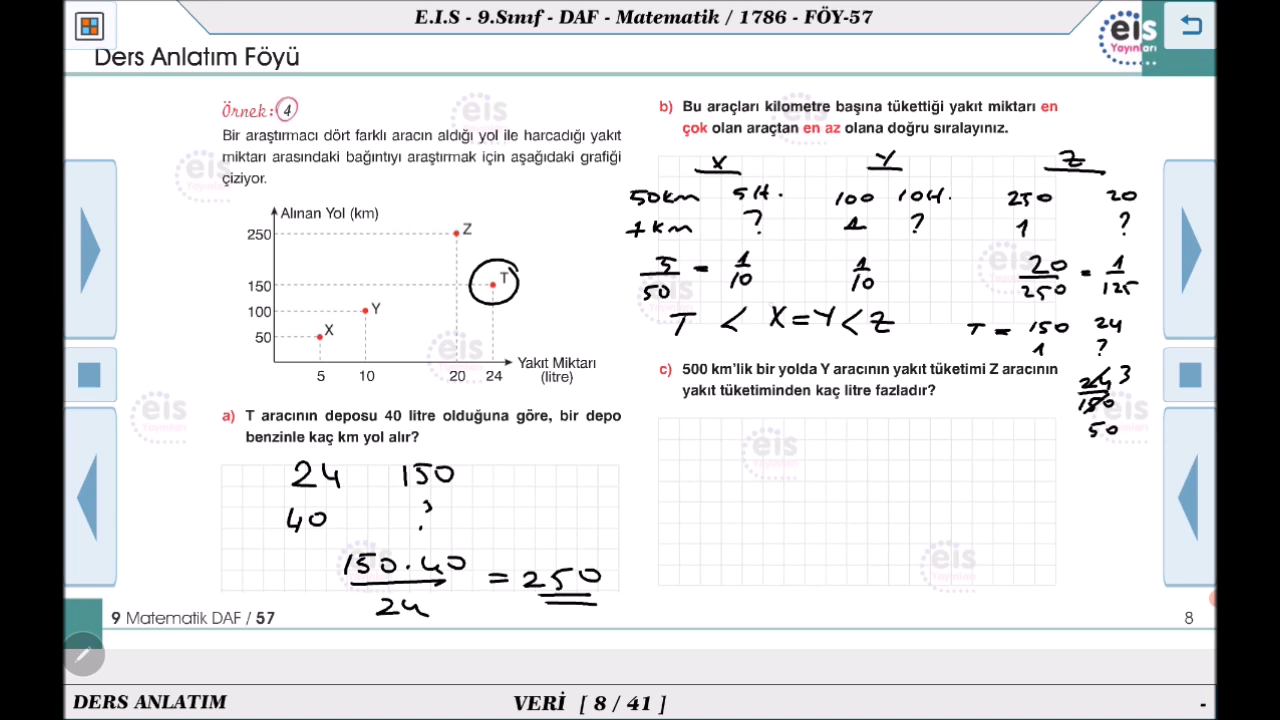 E.I.S - 9.Sınıf - DAF - Matematik / 1786 - FÖY-57
eis
Yayınları
Ders Anlatım Föyü
Örnek: 4
Bir araştırmacı dört farklı aracın aldığı yol ile harcadığı yakıt
miktarı arasındaki bağıntıyı araştırmak için aşağıdaki grafiği
çiziyor.
Alınan Yol (km)
250
150
100
50
Z
T
Y
X
5 10 20 24
Yakıt Miktarı
(litre)
a) T aracının deposu 40 litre olduğuna göre, bir depo
benzinle kaç km yol alır?
24 150
40 ?
150.40
24
= 250
b) Bu araçları kilometre başına tükettiği yakıt miktarı en
çok olan araçtan en az olana doğru sıralayınız.
X Y Z
50km 5lt. 100 10lt. 250 20
1km ? 1 ? 1 ?
5/50 = 1/10 1/10 20/250 = 1/125
T < X = Y < Z
T = 150 24
1 ?
24 3
150
50
c) 500 km'lik bir yolda Y aracının yakıt tüketimi Z aracının
yakıt tüketiminden kaç litre fazladır?
9 Matematik DAF / 57
8
DERS ANLATIM
VERİ [ 8 / 41 ]
-